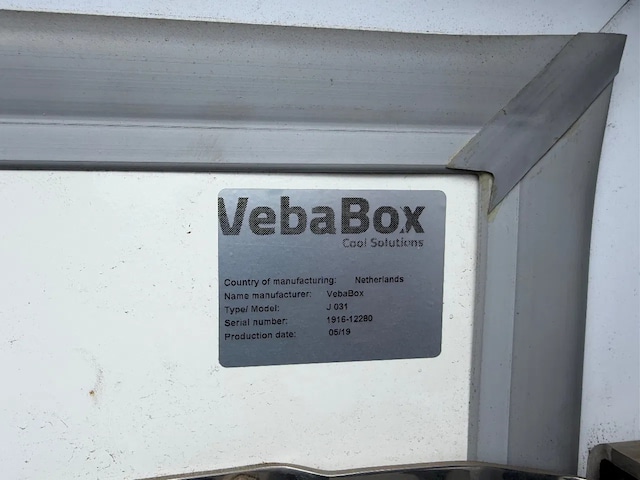 VebaBox
Cool Solutions
Country of manufacturing: Netherlands
Name manufacturer: VebaBox
Type/ Model: J 031
Serial number: 1916-12280
Production date: 05/19